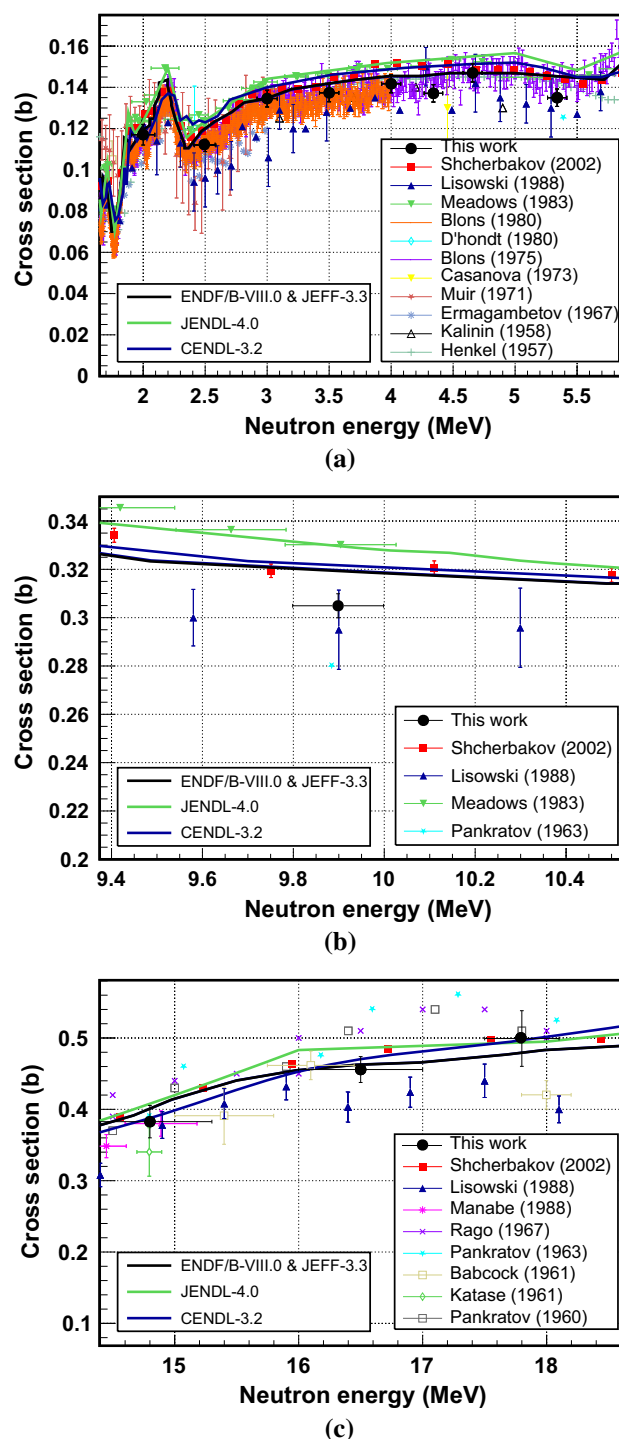 0.16
0.14
0.12
0.1
0.08
0.06
0.04
0.02
0
Cross section (b)
This work
Shcherbakov (2002)
Lisowski (1988)
Meadows (1983)
Blons (1980)
D'hondt (1980)
Blons (1975)
Casanova (1973)
Muir (1971)
Ermagambetov (1967)
Kalinin (1958)
Henkel (1957)
ENDF/B-VIII.0 & JEFF-3.3
JENDL-4.0
CENDL-3.2
2 2.5 3 3.5 4 4.5 5 5.5
Neutron energy (MeV)
(a)
0.34
0.32
0.3
0.28
0.26
0.24
0.22
0.2
Cross section (b)
This work
Shcherbakov (2002)
Lisowski (1988)
Meadows (1983)
Pankratov (1963)
ENDF/B-VIII.0 & JEFF-3.3
JENDL-4.0
CENDL-3.2
9.4 9.6 9.8 10 10.2 10.4
Neutron energy (MeV)
(b)
0.5
0.4
0.3
0.2
0.1
Cross section (b)
This work
Shcherbakov (2002)
Lisowski (1988)
Manabe (1988)
Rago (1967)
Pankratov (1963)
Babcock (1961)
Katase (1961)
Pankratov (1960)
ENDF/B-VIII.0 & JEFF-3.3
JENDL-4.0
CENDL-3.2
15 16 17 18
Neutron energy (MeV)
(c)